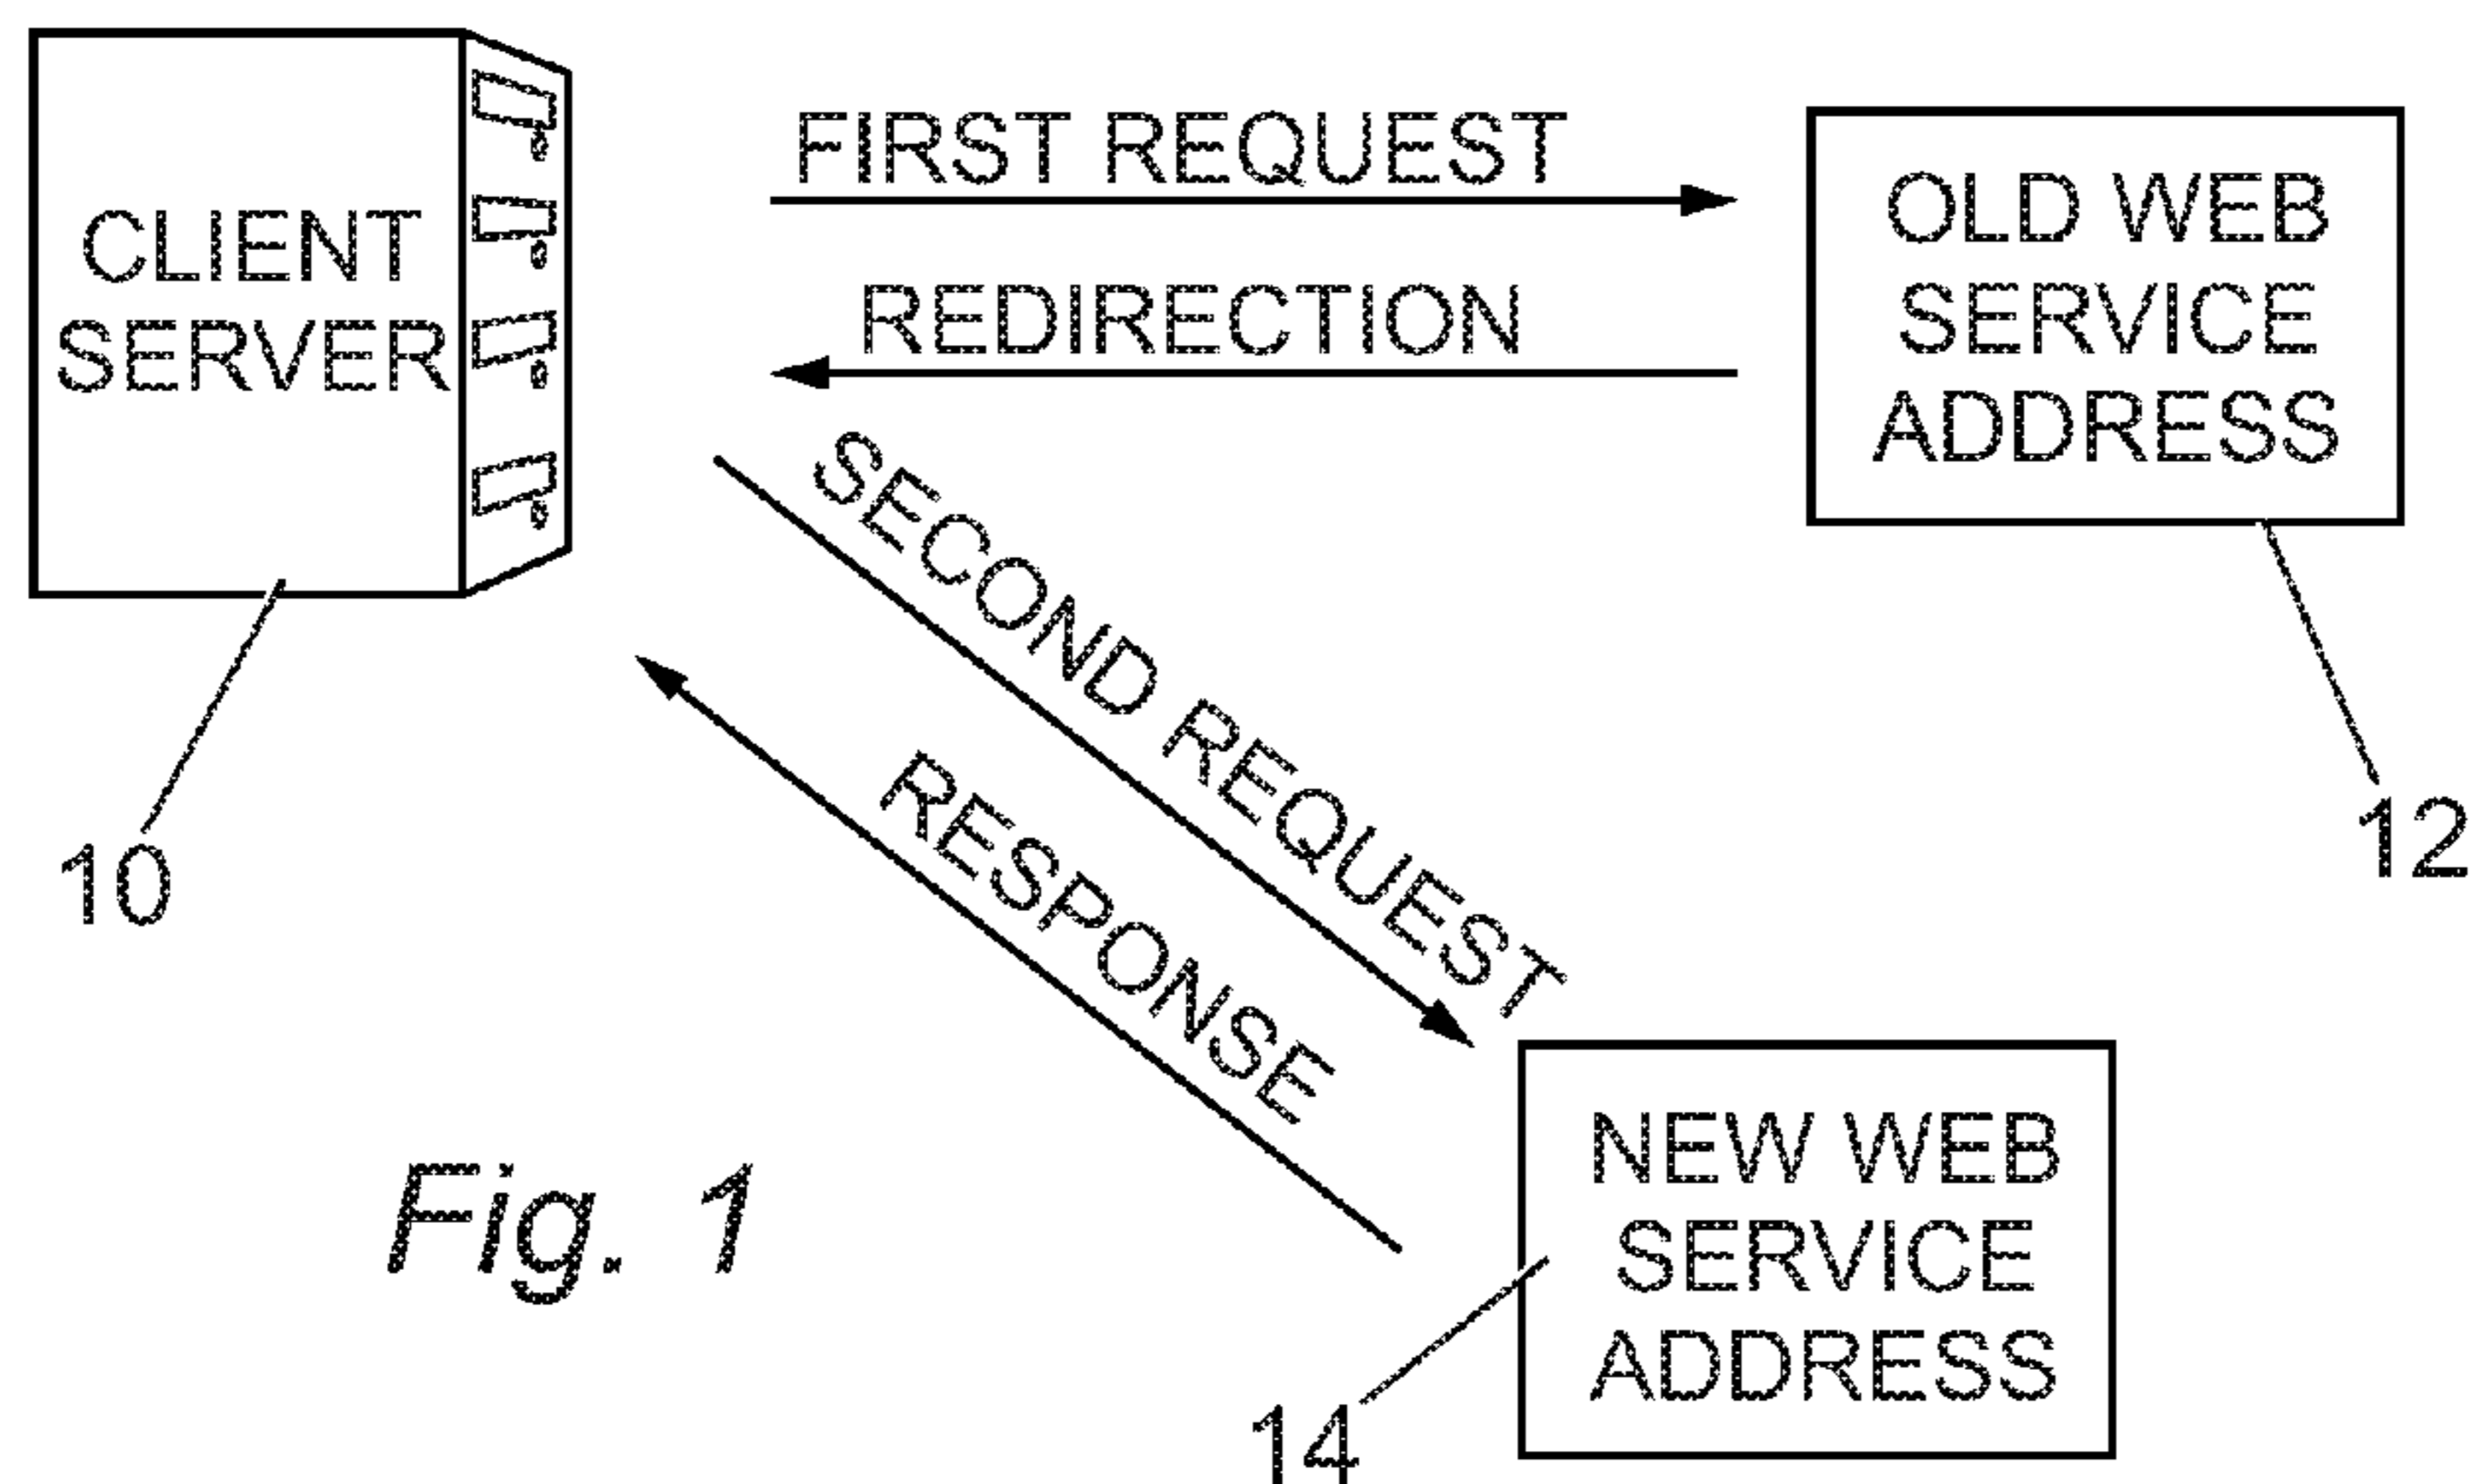 CLIENT
SERVER
FIRST REQUEST
REDIRECTION
OLD WEB
SERVICE
ADDRESS
SECOND REQUEST
RESPONSE
10
12
NEW WEB
SERVICE
ADDRESS
14
Fig. 1